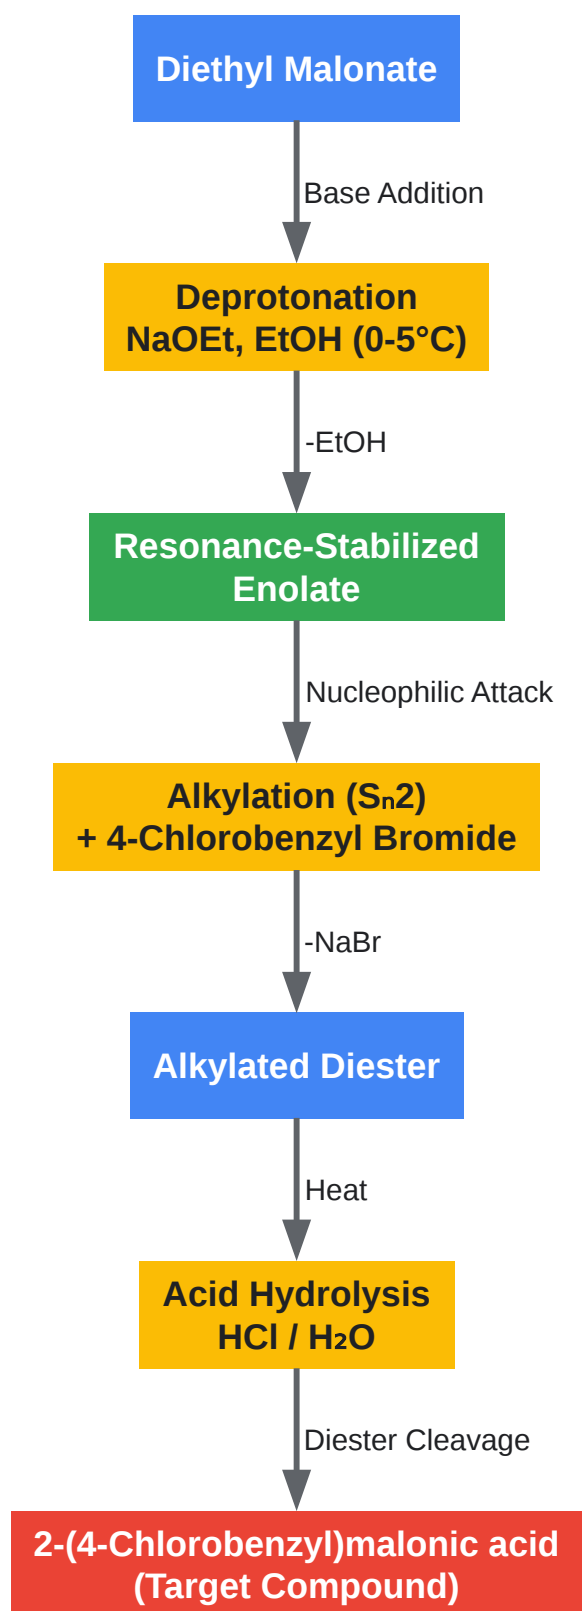 Diethyl Malonate
Base Addition
Deprotonation
NaOEt, EtOH (0-5°C)
-EtOH
Resonance-Stabilized
Enolate
Nucleophilic Attack
Alkylation (Sₙ2)
+ 4-Chlorobenzyl Bromide
-NaBr
Alkylated Diester
Heat
Acid Hydrolysis
HCl / H₂O
Diester Cleavage
2-(4-Chlorobenzyl)malonic acid
(Target Compound)